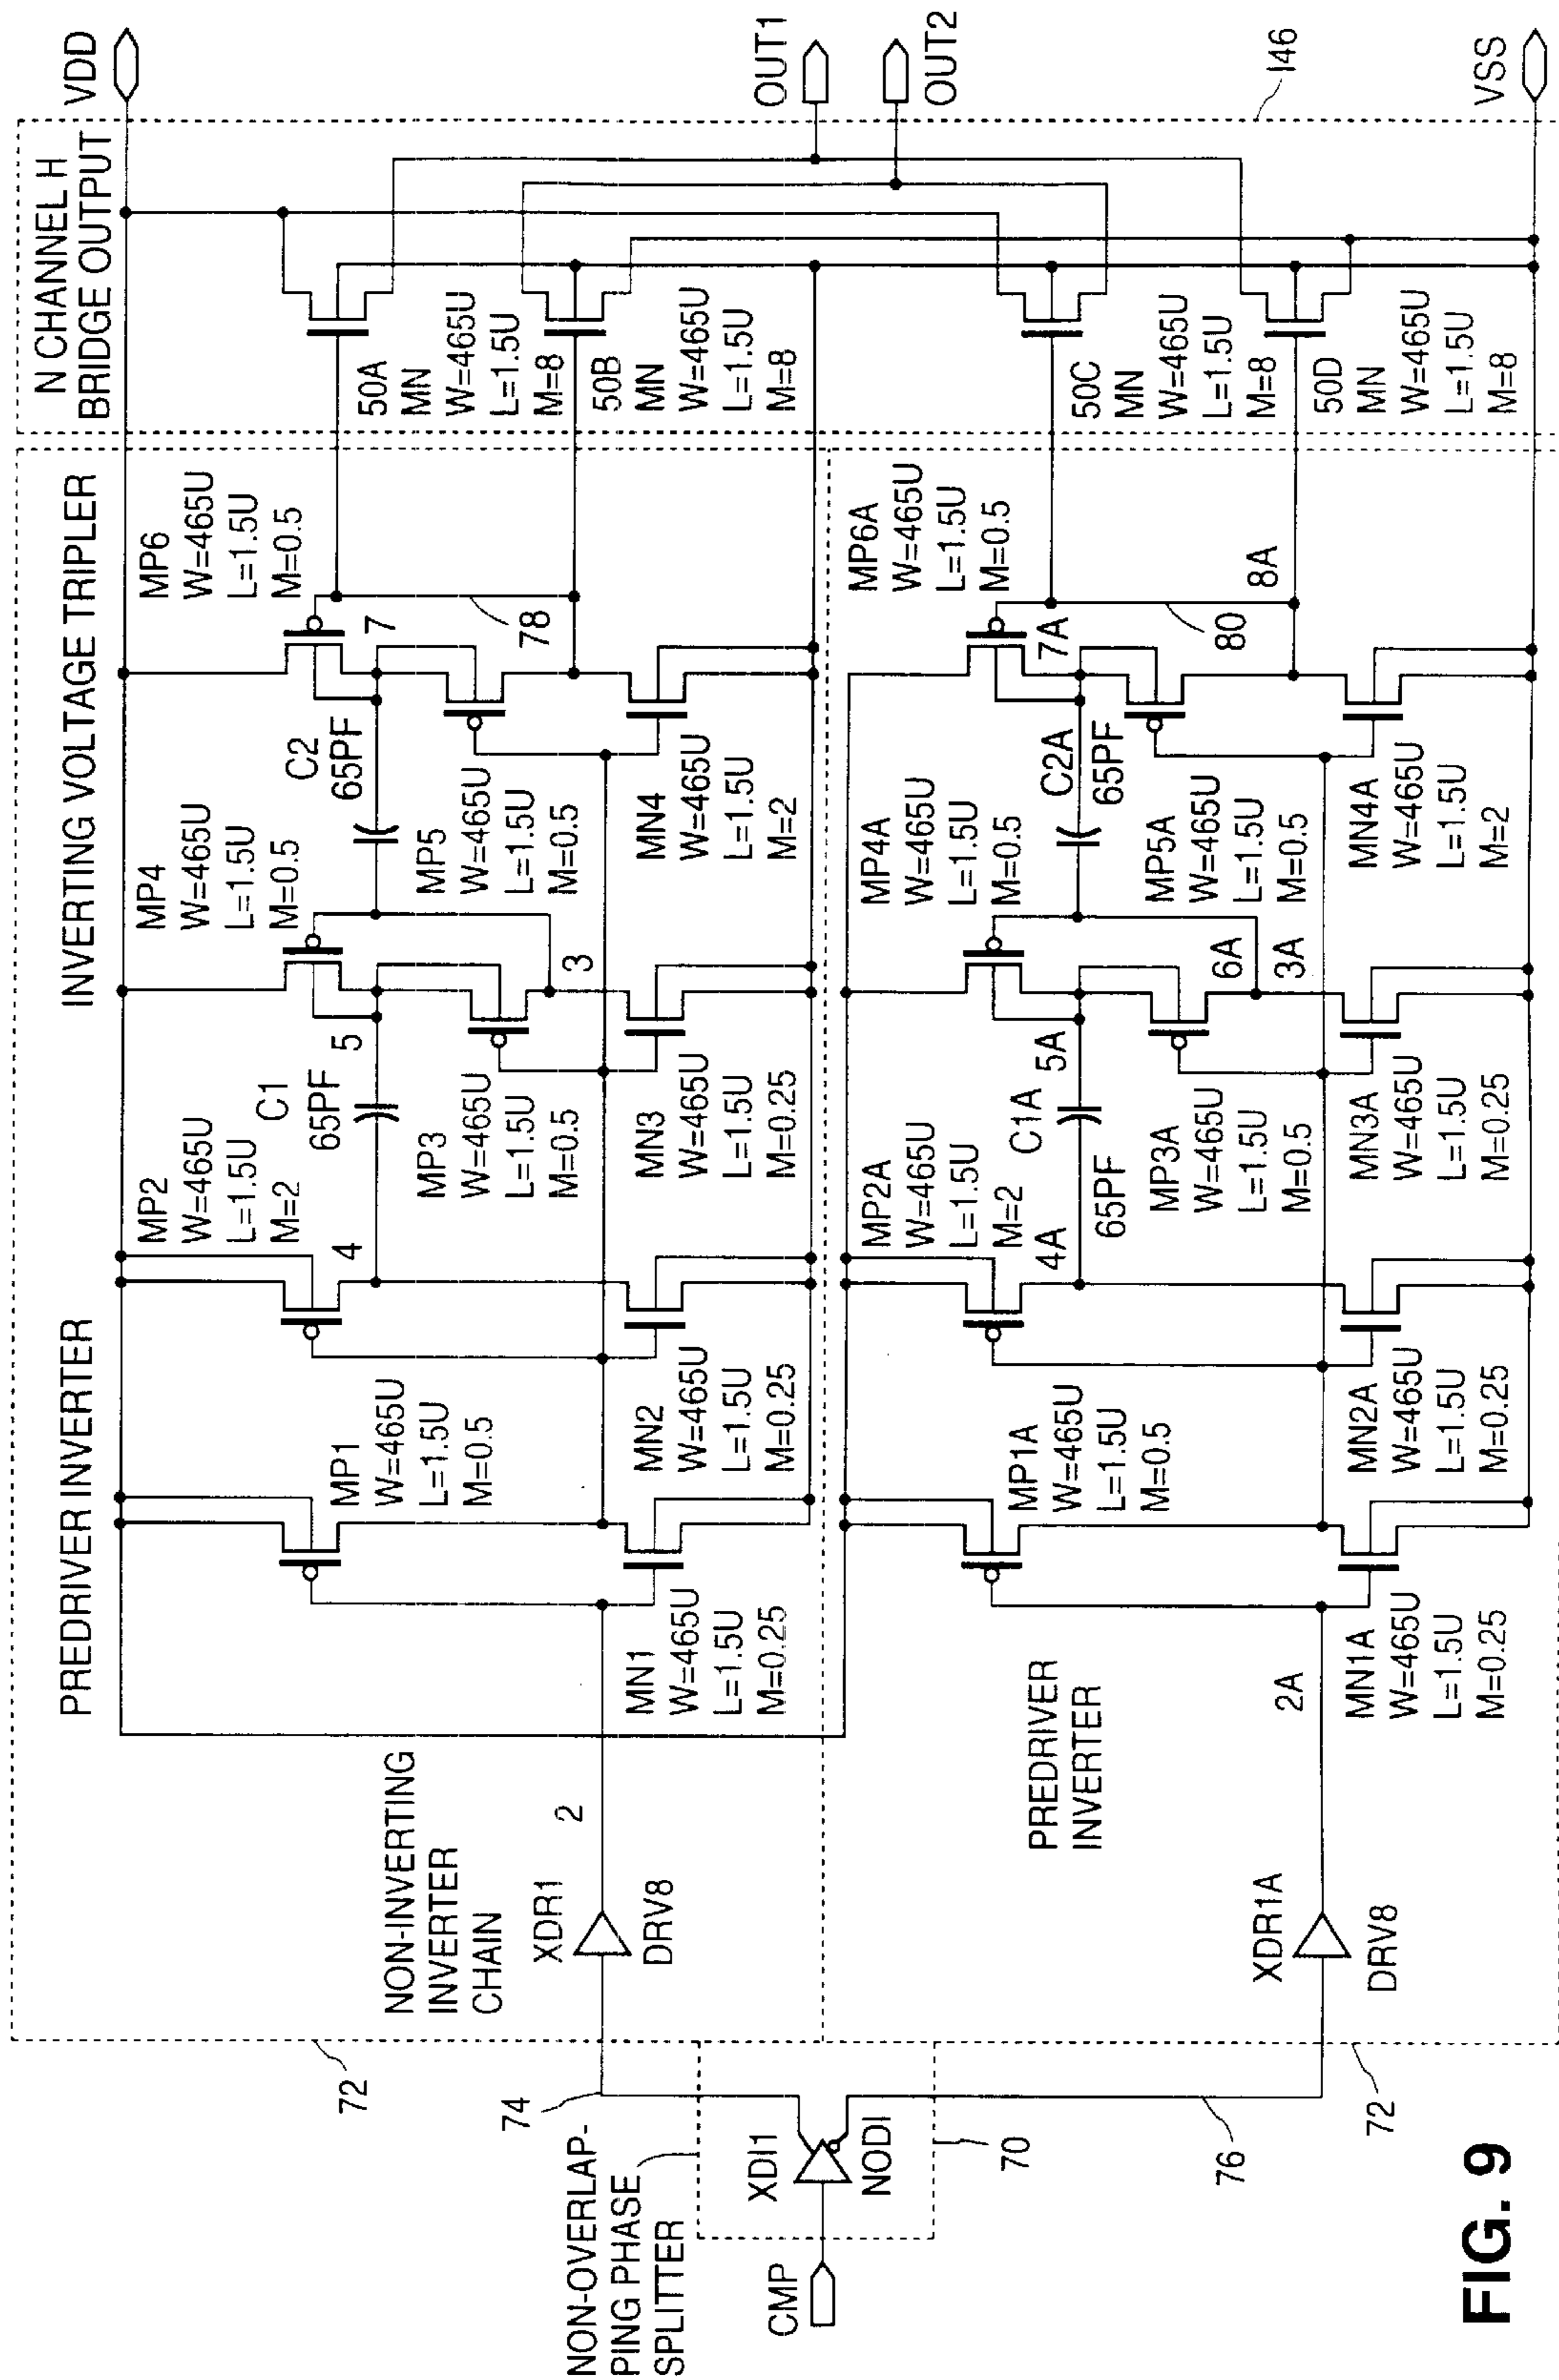 N CHANNEL H
BRIDGE OUTPUT
VDD
OUT1
OUT2
146
VSS
INVERTING VOLTAGE TRIPLER
PREDRIVER INVERTER
MP6
W=465U
L=1.5U
M=0.5
MP4
W=465U
L=1.5U
M=0.5
MP2
W=465U
L=1.5U
M=2
MP1
W=465U
L=1.5U
M=0.5
C2
65PF
7
C1
65PF
5
4
78
MP5
W=465U
L=1.5U
M=0.5
MP3
W=465U
L=1.5U
M=0.5
3
MN4
W=465U
L=1.5U
M=2
MN3
W=465U
L=1.5U
M=0.25
MN2
W=465U
L=1.5U
M=0.25
MN1
W=465U
L=1.5U
M=0.25
50A
MN
W=465U
L=1.5U
M=8
50B
MN
W=465U
L=1.5U
M=8
50C
MN
W=465U
L=1.5U
M=8
50D
MN
W=465U
L=1.5U
M=8
NON-INVERTING
INVERTER
CHAIN
XDR1
DRV8
2
72
74
NON-OVERLAP-
PING PHASE
SPLITTER
XDI1
NODI
CMP
70
76
72
MP6A
W=465U
L=1.5U
M=0.5
MP4A
W=465U
L=1.5U
M=0.5
MP2A
W=465U
L=1.5U
M=2
MP1A
W=465U
L=1.5U
M=0.5
7A
C2A
65PF
5A
C1A
65PF
4A
80
8A
MP5A
W=465U
L=1.5U
M=0.5
6A
3A
MP3A
W=465U
L=1.5U
M=0.5
MN4A
W=465U
L=1.5U
M=2
MN3A
W=465U
L=1.5U
M=0.25
MN2A
W=465U
L=1.5U
M=0.25
MN1A
W=465U
L=1.5U
M=0.25
PREDRIVER
INVERTER
2A
XDR1A
DRV8
FIG. 9